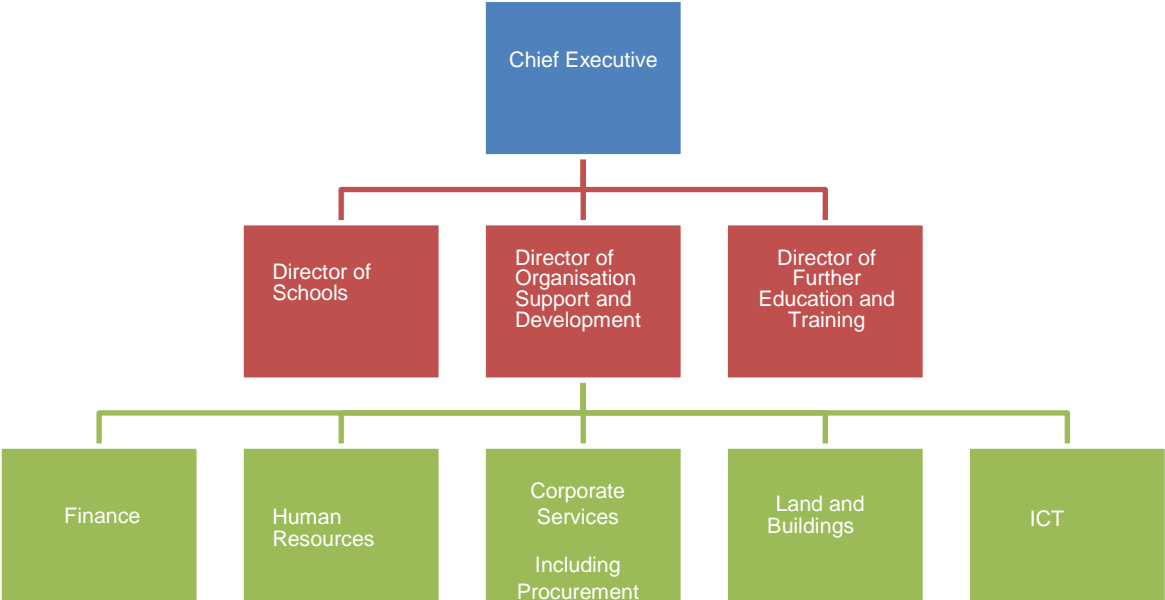 Chief Executive
Director of
Schools
Director of
Organisation
Support and
Development
Director of
Further
Education and
Training
Finance
Human
Resources
Corporate
Services
Including
Procurement
Land and
Buildings
ICT